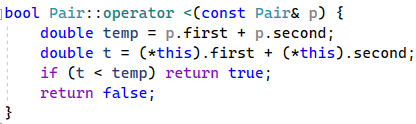 bool Pair::operator <(const Pair& p) {
    double temp = p.first + p.second;
    double t = (*this).first + (*this).second;
    if (t < temp) return true;
    return false;
}